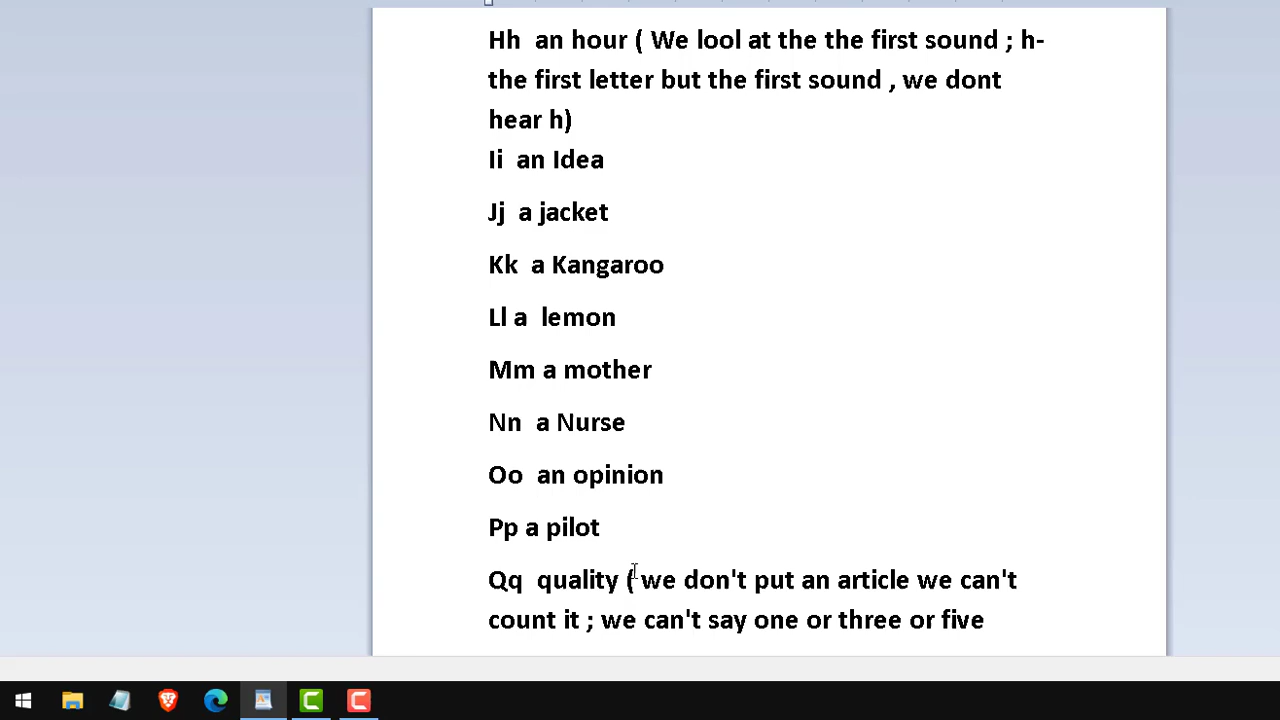 Hh  an hour ( We lool at the the first sound ; h-
the first letter but the first sound , we dont
hear h)
Ii  an Idea
Jj  a jacket
Kk  a Kangaroo
Ll a  lemon
Mm a mother
Nn  a Nurse
Oo  an opinion
Pp a pilot
Qq  quality ( we don't put an article we can't
count it ; we can't say one or three or five